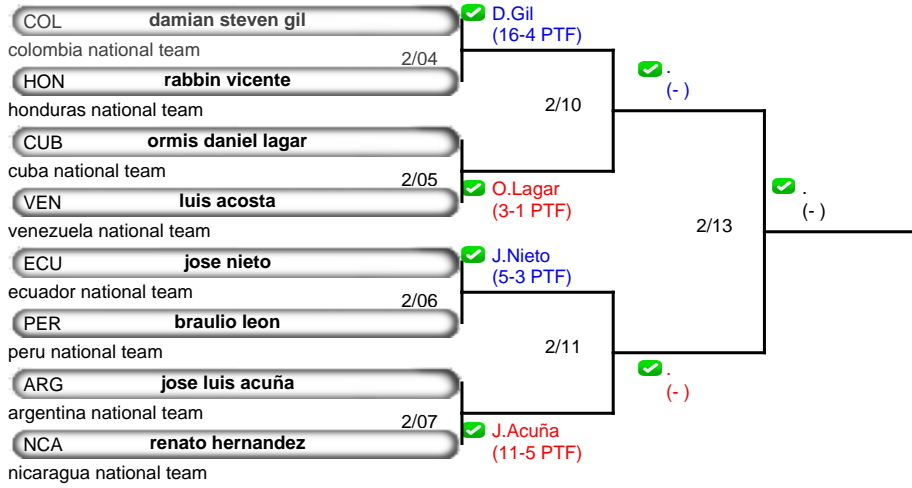 COL damian steven gil
colombia national team
2/04
HON rabbin vicente
honduras national team
D.Gil
(16-4 PTF)
2/10
CUB ormis daniel lagar
cuba national team
2/05
VEN luis acosta
venezuela national team
O.Lagar
(3-1 PTF)
.
(- )
2/13
.
(- )
ECU jose nieto
ecuador national team
2/06
PER braulio leon
peru national team
J.Nieto
(5-3 PTF)
2/11
ARG jose luis acuña
argentina national team
2/07
NCA renato hernandez
nicaragua national team
J.Acuña
(11-5 PTF)
.
(- )